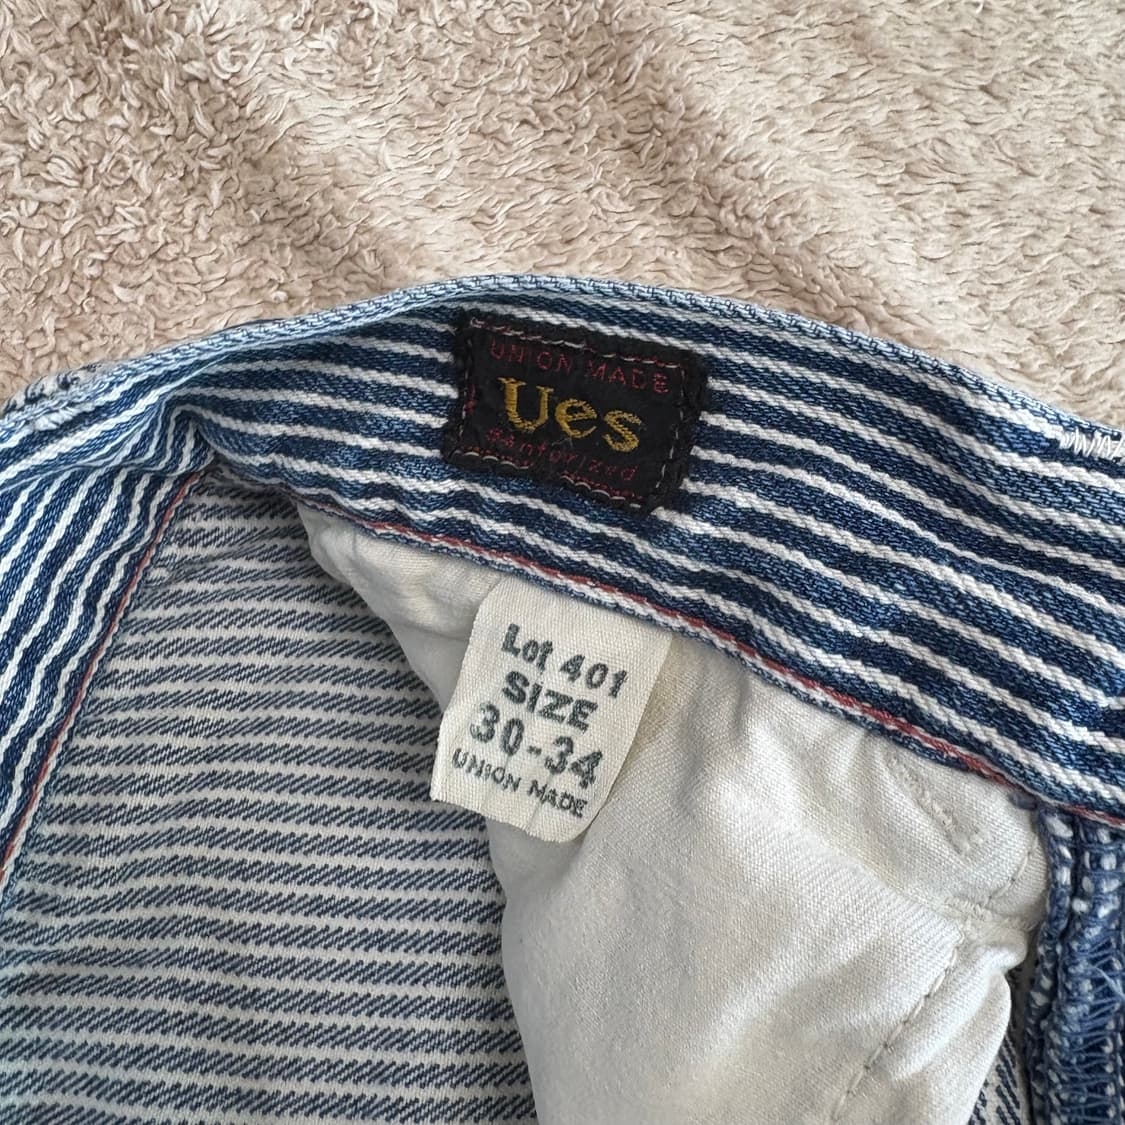 UNION MADE
Ues
Sanforized
Lot 401
SIZE
30-34
UNION MADE